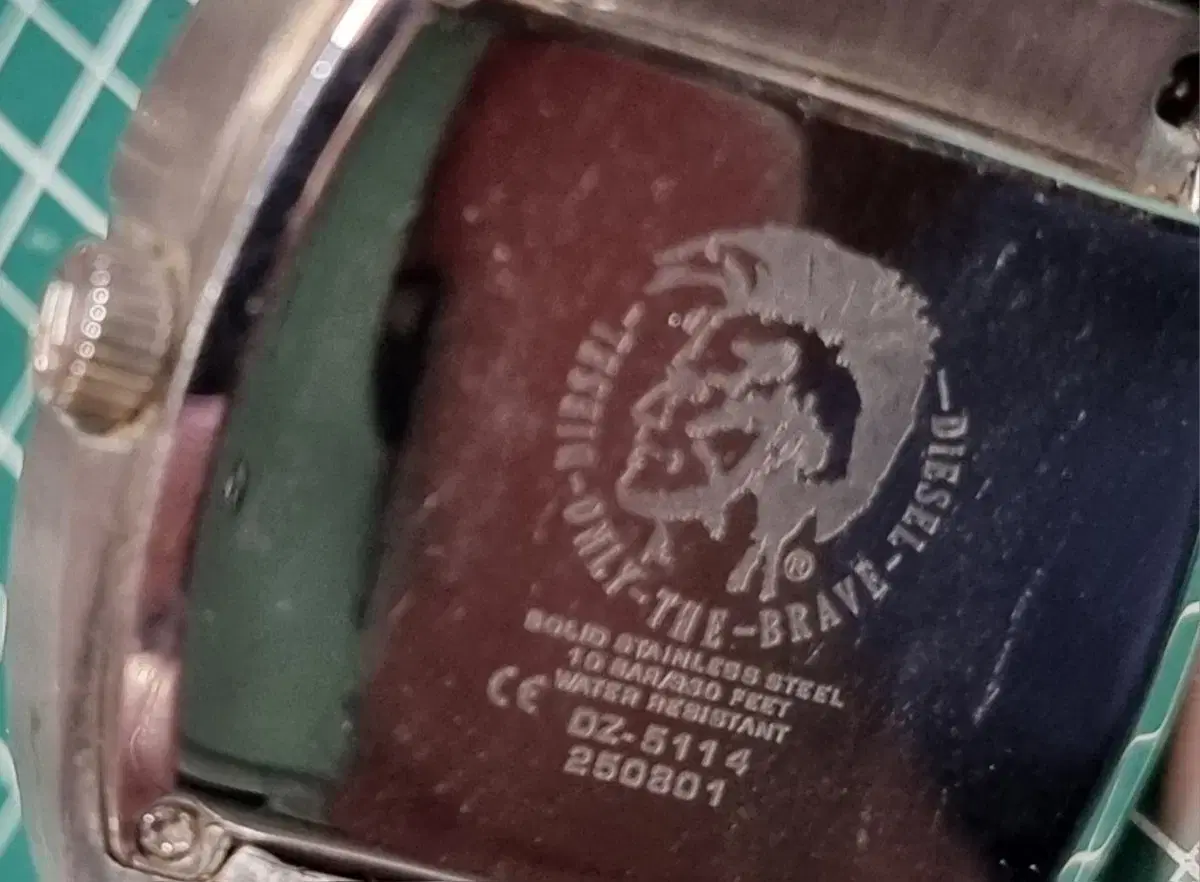 DIESEL-ONLY-THE-BRAVE-DIESEL-
®
SOLID STAINLESS STEEL
10 BAR/330 FEET
CE WATER RESISTANT
DZ-5114
250801